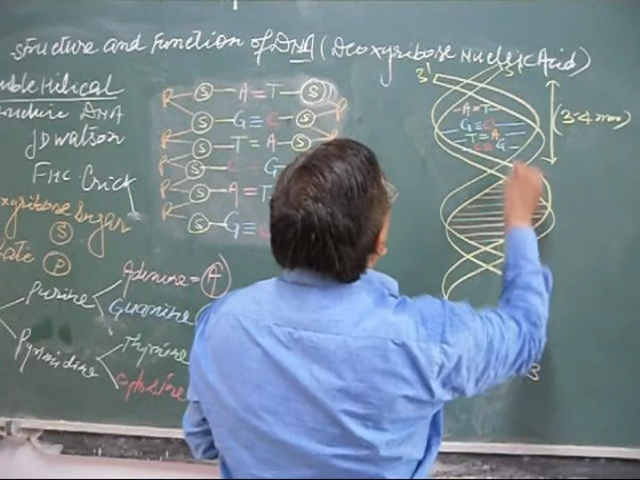 Structure and Function of DNA (Deoxyribose Nucleic Acid)
uble Helical
DNA
JD Watson
FHC Crick
oxyribose Sugar
S
ate P
Purine
Adenine = A
Guanine
Pyrimidine
Thymine
Cytosine
P S A = T S P
P S G ≡ C S P
P S T = A S P
P S C G
P S A = T
P S G ≡
3' 5'
A = T
G ≡ C
T = A
C ≡ G
(3.4 nm)
3